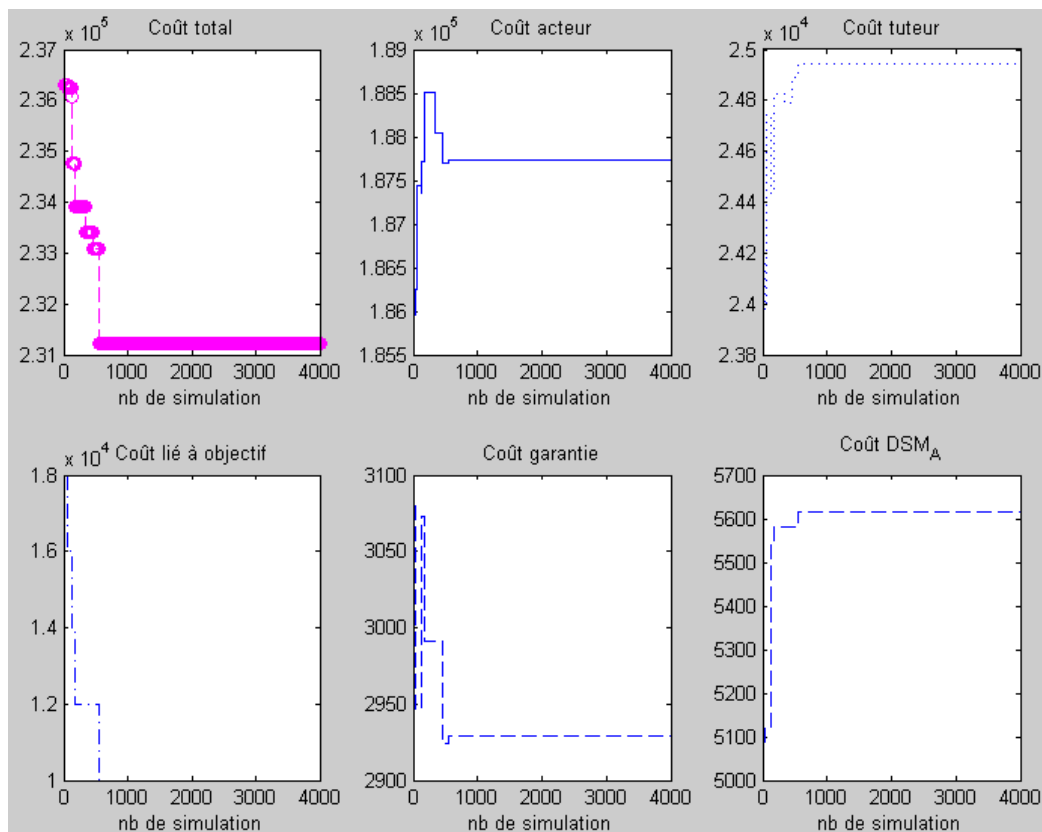 x 10^5
Coût total
2.37
2.36
2.35
2.34
2.33
2.32
2.31
0 1000 2000 3000 4000
nb de simulation
x 10^5
Coût acteur
1.89
1.885
1.88
1.875
1.87
1.865
1.86
1.855
0 1000 2000 3000 4000
nb de simulation
x 10^4
Coût tuteur
2.5
2.48
2.46
2.44
2.42
2.4
2.38
0 1000 2000 3000 4000
nb de simulation
x 10^4
Coût lié à objectif
1.8
1.6
1.4
1.2
1
0 1000 2000 3000 4000
nb de simulation
Coût garantie
3100
3050
3000
2950
2900
0 1000 2000 3000 4000
nb de simulation
Coût DSM_A
5700
5600
5500
5400
5300
5200
5100
5000
0 1000 2000 3000 4000
nb de simulation